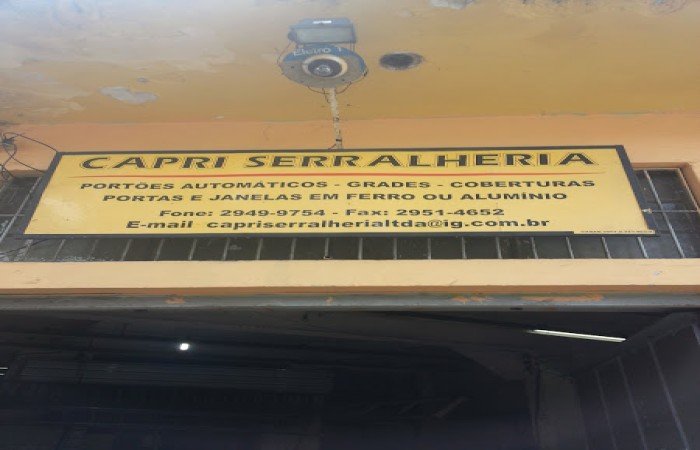 Eletro T
CAPRI SERRALHERIA
PORTÕES AUTOMÁTICOS - GRADES - COBERTURAS
PORTAS E JANELAS EM FERRO OU ALUMÍNIO
Fone: 2949-9754 - Fax: 2951-4652
E-mail capriserralherialtda@ig.com.br